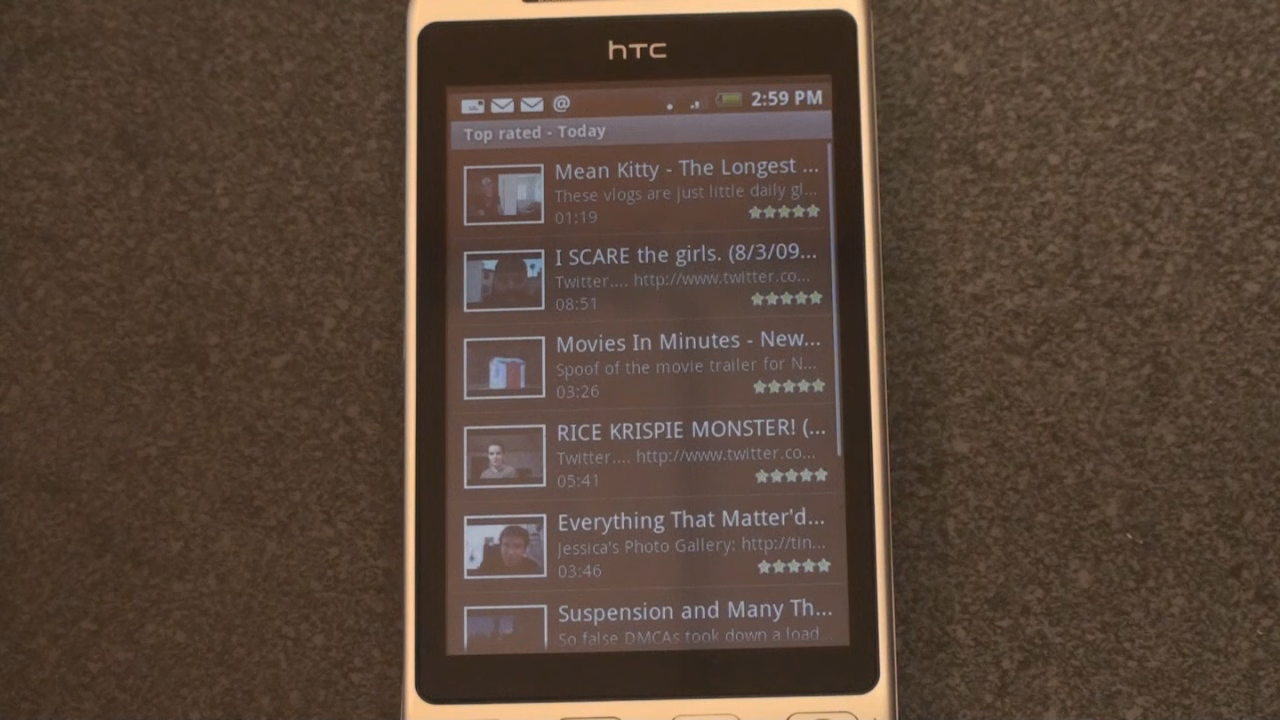 hTC
@ 2:59 PM
Top rated - Today
Mean Kitty - The Longest ...
These vlogs are just little daily gl...
01:19
I SCARE the girls. (8/3/09...
Twitter.... http://www.twitter.co...
08:51
Movies In Minutes - New...
Spoof of the movie trailer for N...
03:26
RICE KRISPIE MONSTER! (...
Twitter.... http://www.twitter.co...
05:41
Everything That Matter'd...
Jessica's Photo Gallery: http://tin...
03:46
Suspension and Many Th...
So false DMCAs took down a load...